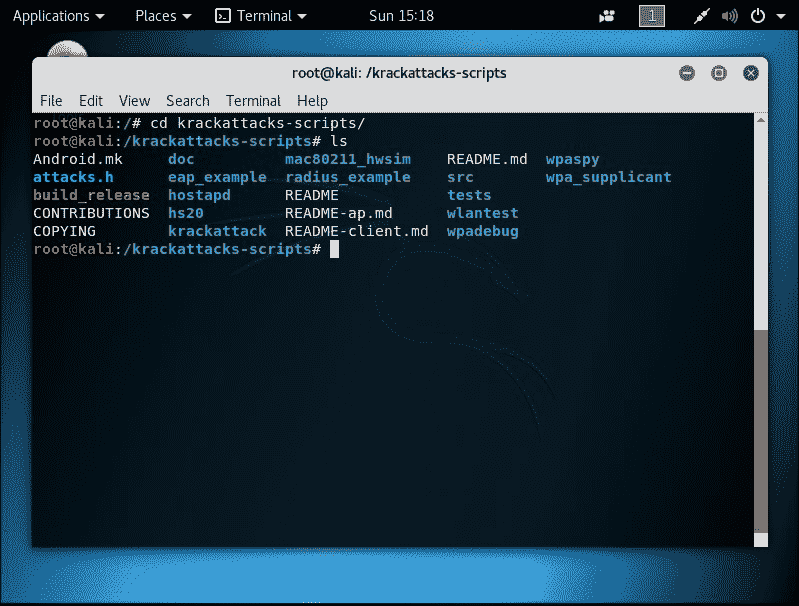 Applications Places Terminal Sun 15:18 1
root@kali: /krackattacks-scripts
File Edit View Search Terminal Help
root@kali:/# cd krackattacks-scripts/
root@kali:/krackattacks-scripts# ls
Android.mk doc mac80211_hwsim README.md wpaspy
attacks.h eap_example radius_example src wpa_supplicant
build_release hostapd README tests
CONTRIBUTIONS hs20 README-ap.md wlantest
COPYING krackattack README-client.md wpadebug
root@kali:/krackattacks-scripts#